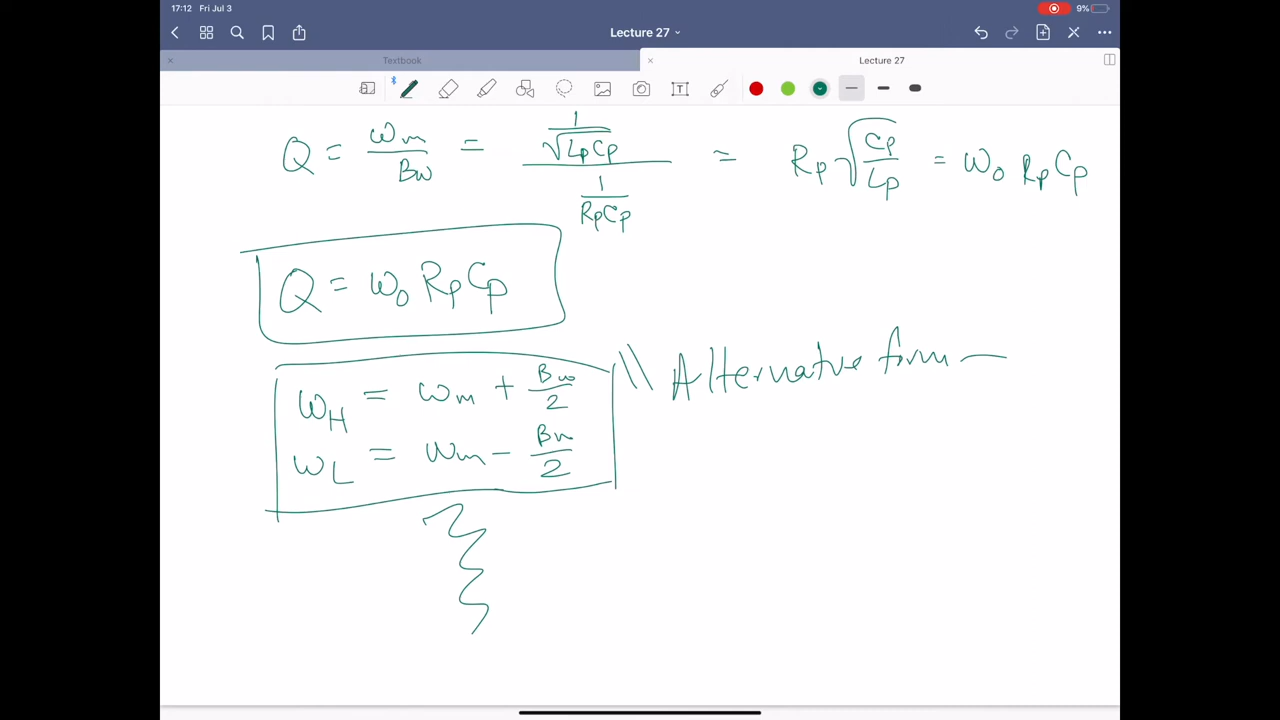 17:12 Fri Jul 3
9%
Lecture 27
Textbook
Lecture 27
Q = ωm/Bω = (1/√(LpCp))/(1/(RpCp)) = Rp√(Cp/Lp) = ω0 RpCp
Q = ω0 RpCp
ωH = ωm + Bω/2 \\ Alternative form —
ωL = ωm − Bω/2